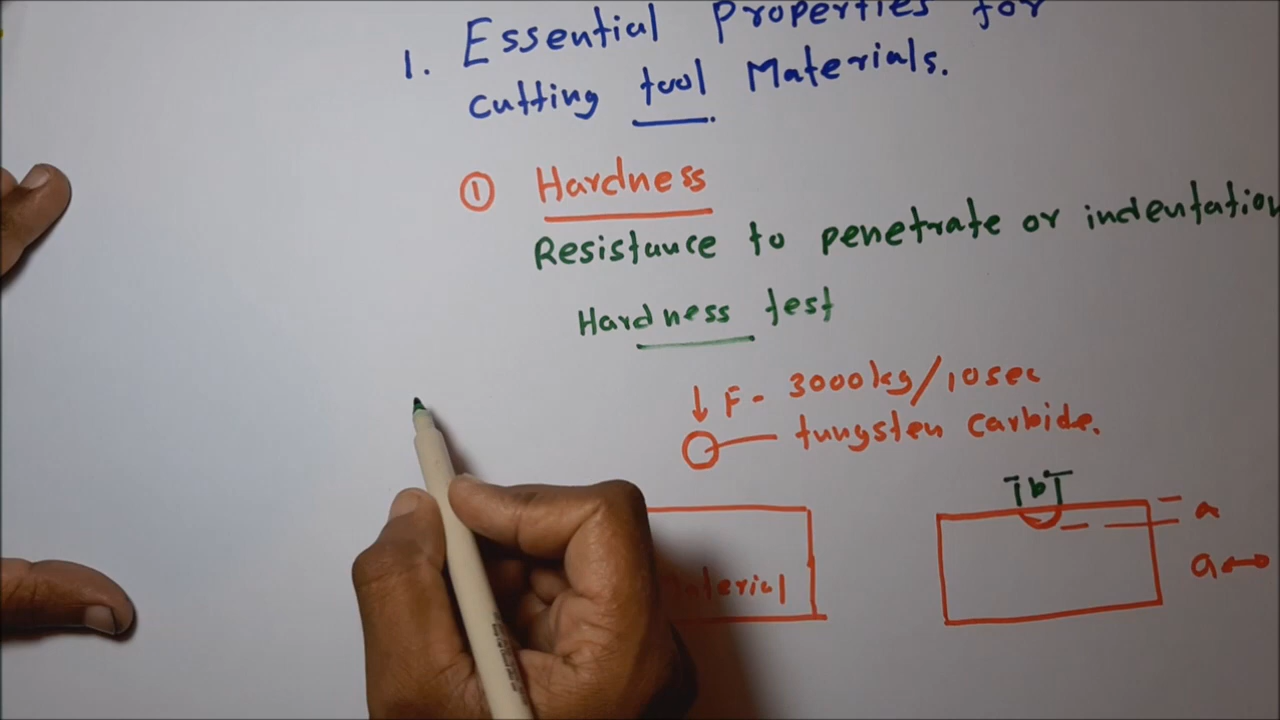 1. Essential Properties for
cutting tool Materials.
① Hardness
Resistance to penetrate or indentation
Hardness test
↓ F- 3000kg/10sec
tungsten carbide.
b
a
Material
a